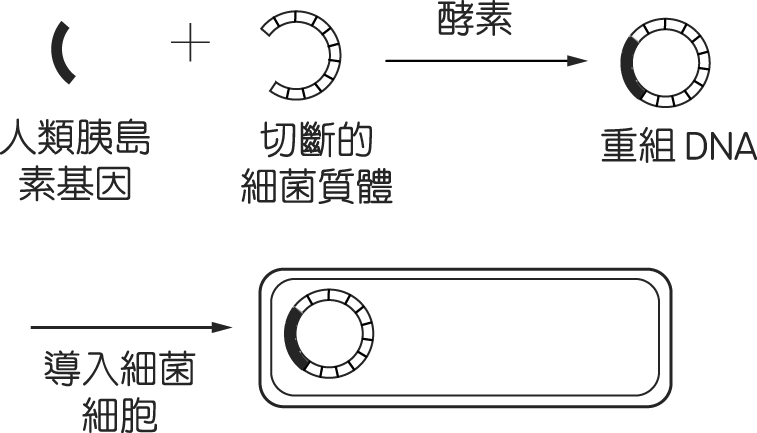 酵素
人類胰島
素基因
切斷的
細菌質體
重組 DNA
導入細菌
細胞